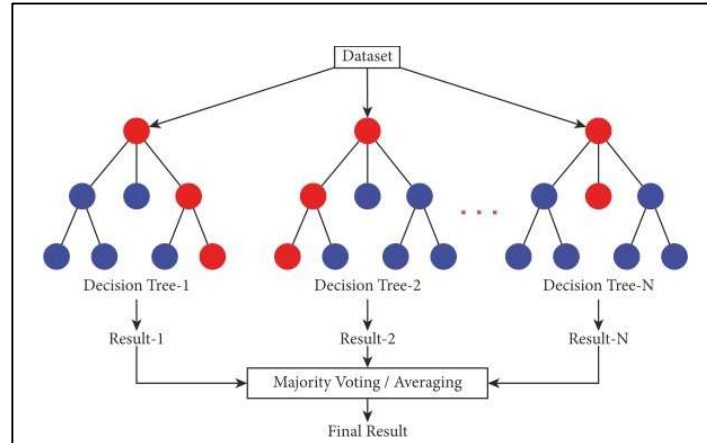 Dataset
Decision Tree-1
Decision Tree-2
Decision Tree-N
Result-1
Result-2
Result-N
Majority Voting / Averaging
Final Result